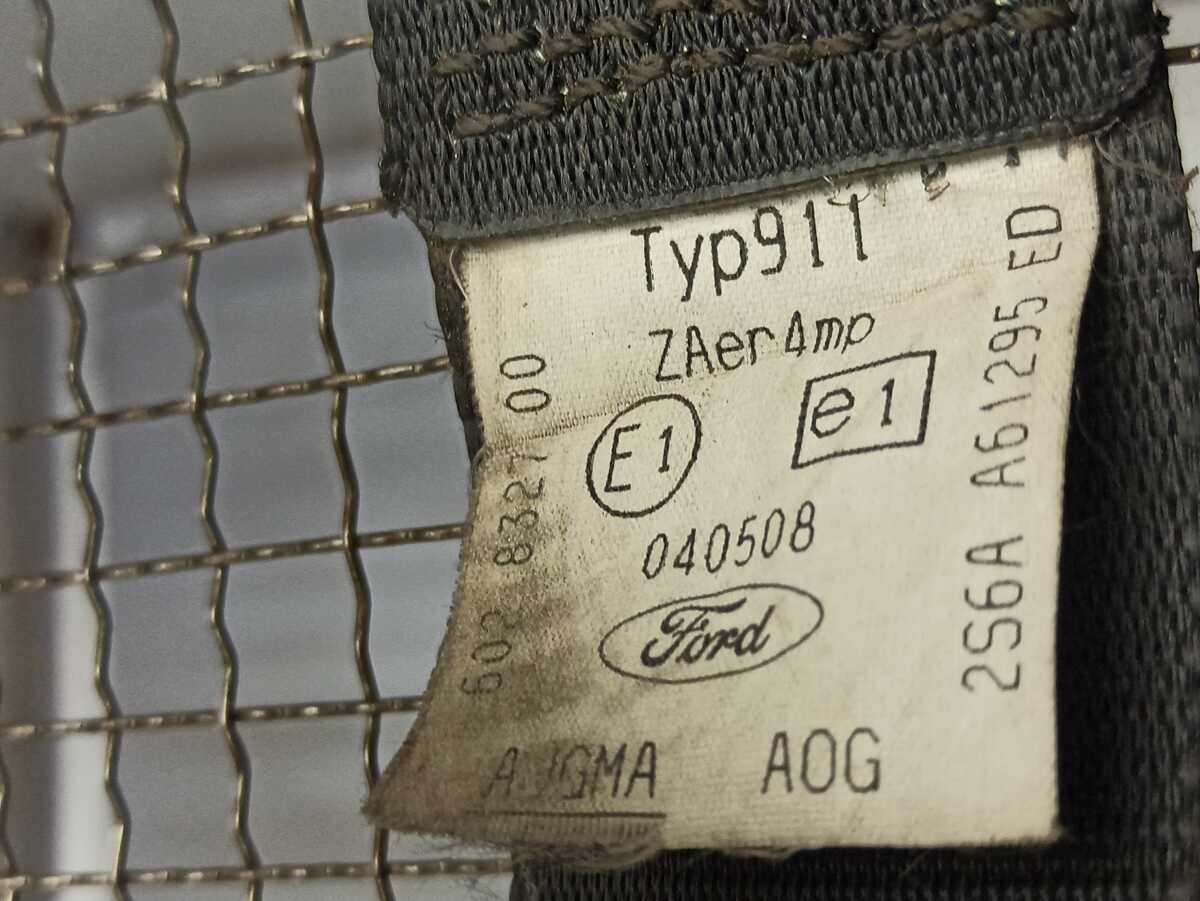 Typ911
ZAer4mp
E1
e1
040508
Ford
AOG
2S6A A61295 ED
602 8327 00